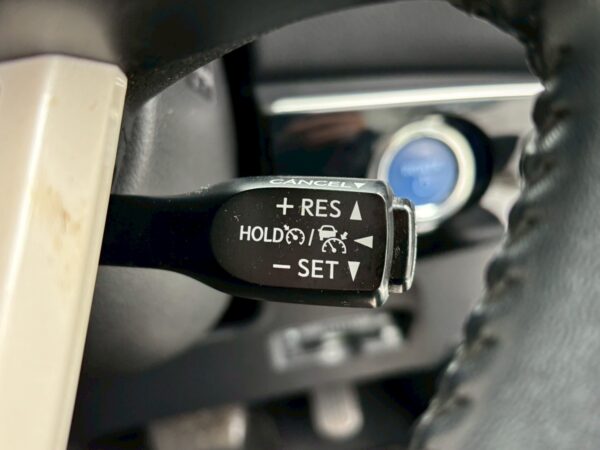 CANCEL▼
+ RES ▲
HOLD / ◀
− SET ▼